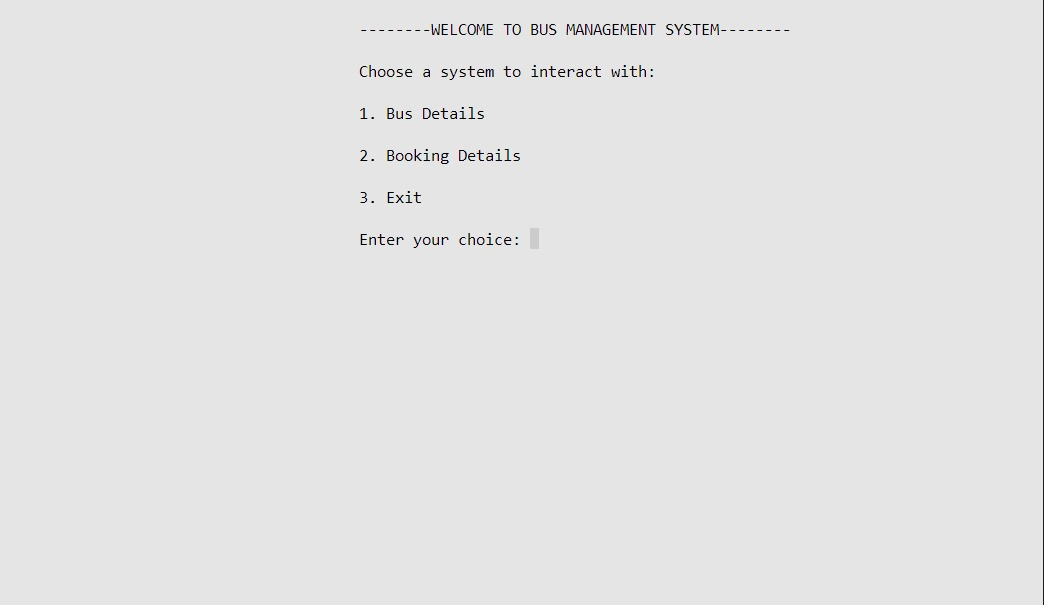 --------WELCOME TO BUS MANAGEMENT SYSTEM--------
Choose a system to interact with:
1. Bus Details
2. Booking Details
3. Exit
Enter your choice: